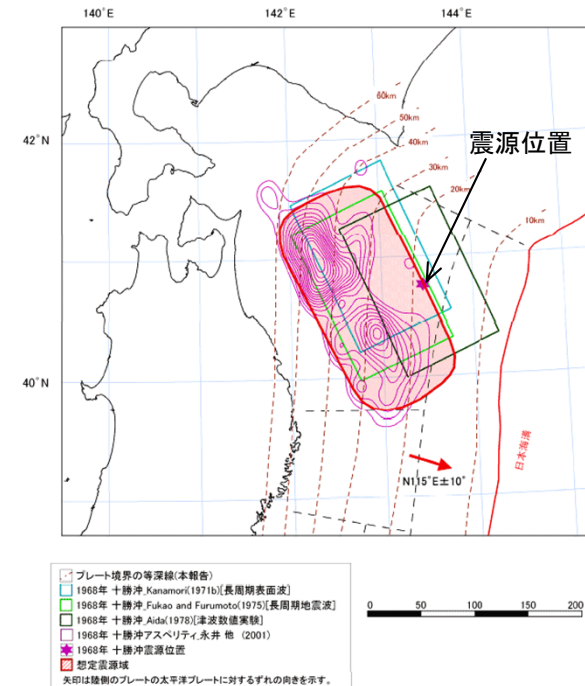 140°E
142°E
144°E
60km
50km
42°N
40km
震源位置
30km
20km
10km
40°N
日本海溝
N115°E±10°
プレート境界の等深線(本報告)
1968年 十勝沖_Kanamori(1971b)[長周期表面波]
1968年 十勝沖_Fukao and Furumoto(1975)[長周期地震波]
1968年 十勝沖_Aida(1978)[津波数値実験]
1968年 十勝沖アスペリティ_永井 他 (2001)
1968年 十勝沖震源位置
想定震源域
矢印は陸側のプレートの太平洋プレートに対するずれの向きを示す。
0 50 100 150 200